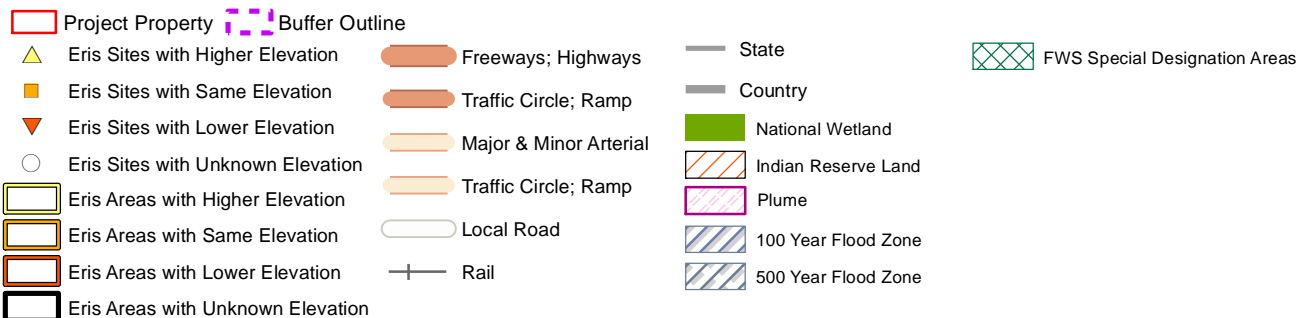 Project Property
Buffer Outline
Eris Sites with Higher Elevation
Eris Sites with Same Elevation
Eris Sites with Lower Elevation
Eris Sites with Unknown Elevation
Eris Areas with Higher Elevation
Eris Areas with Same Elevation
Eris Areas with Lower Elevation
Eris Areas with Unknown Elevation
Freeways; Highways
Traffic Circle; Ramp
Major & Minor Arterial
Traffic Circle; Ramp
Local Road
Rail
State
Country
National Wetland
Indian Reserve Land
Plume
100 Year Flood Zone
500 Year Flood Zone
FWS Special Designation Areas